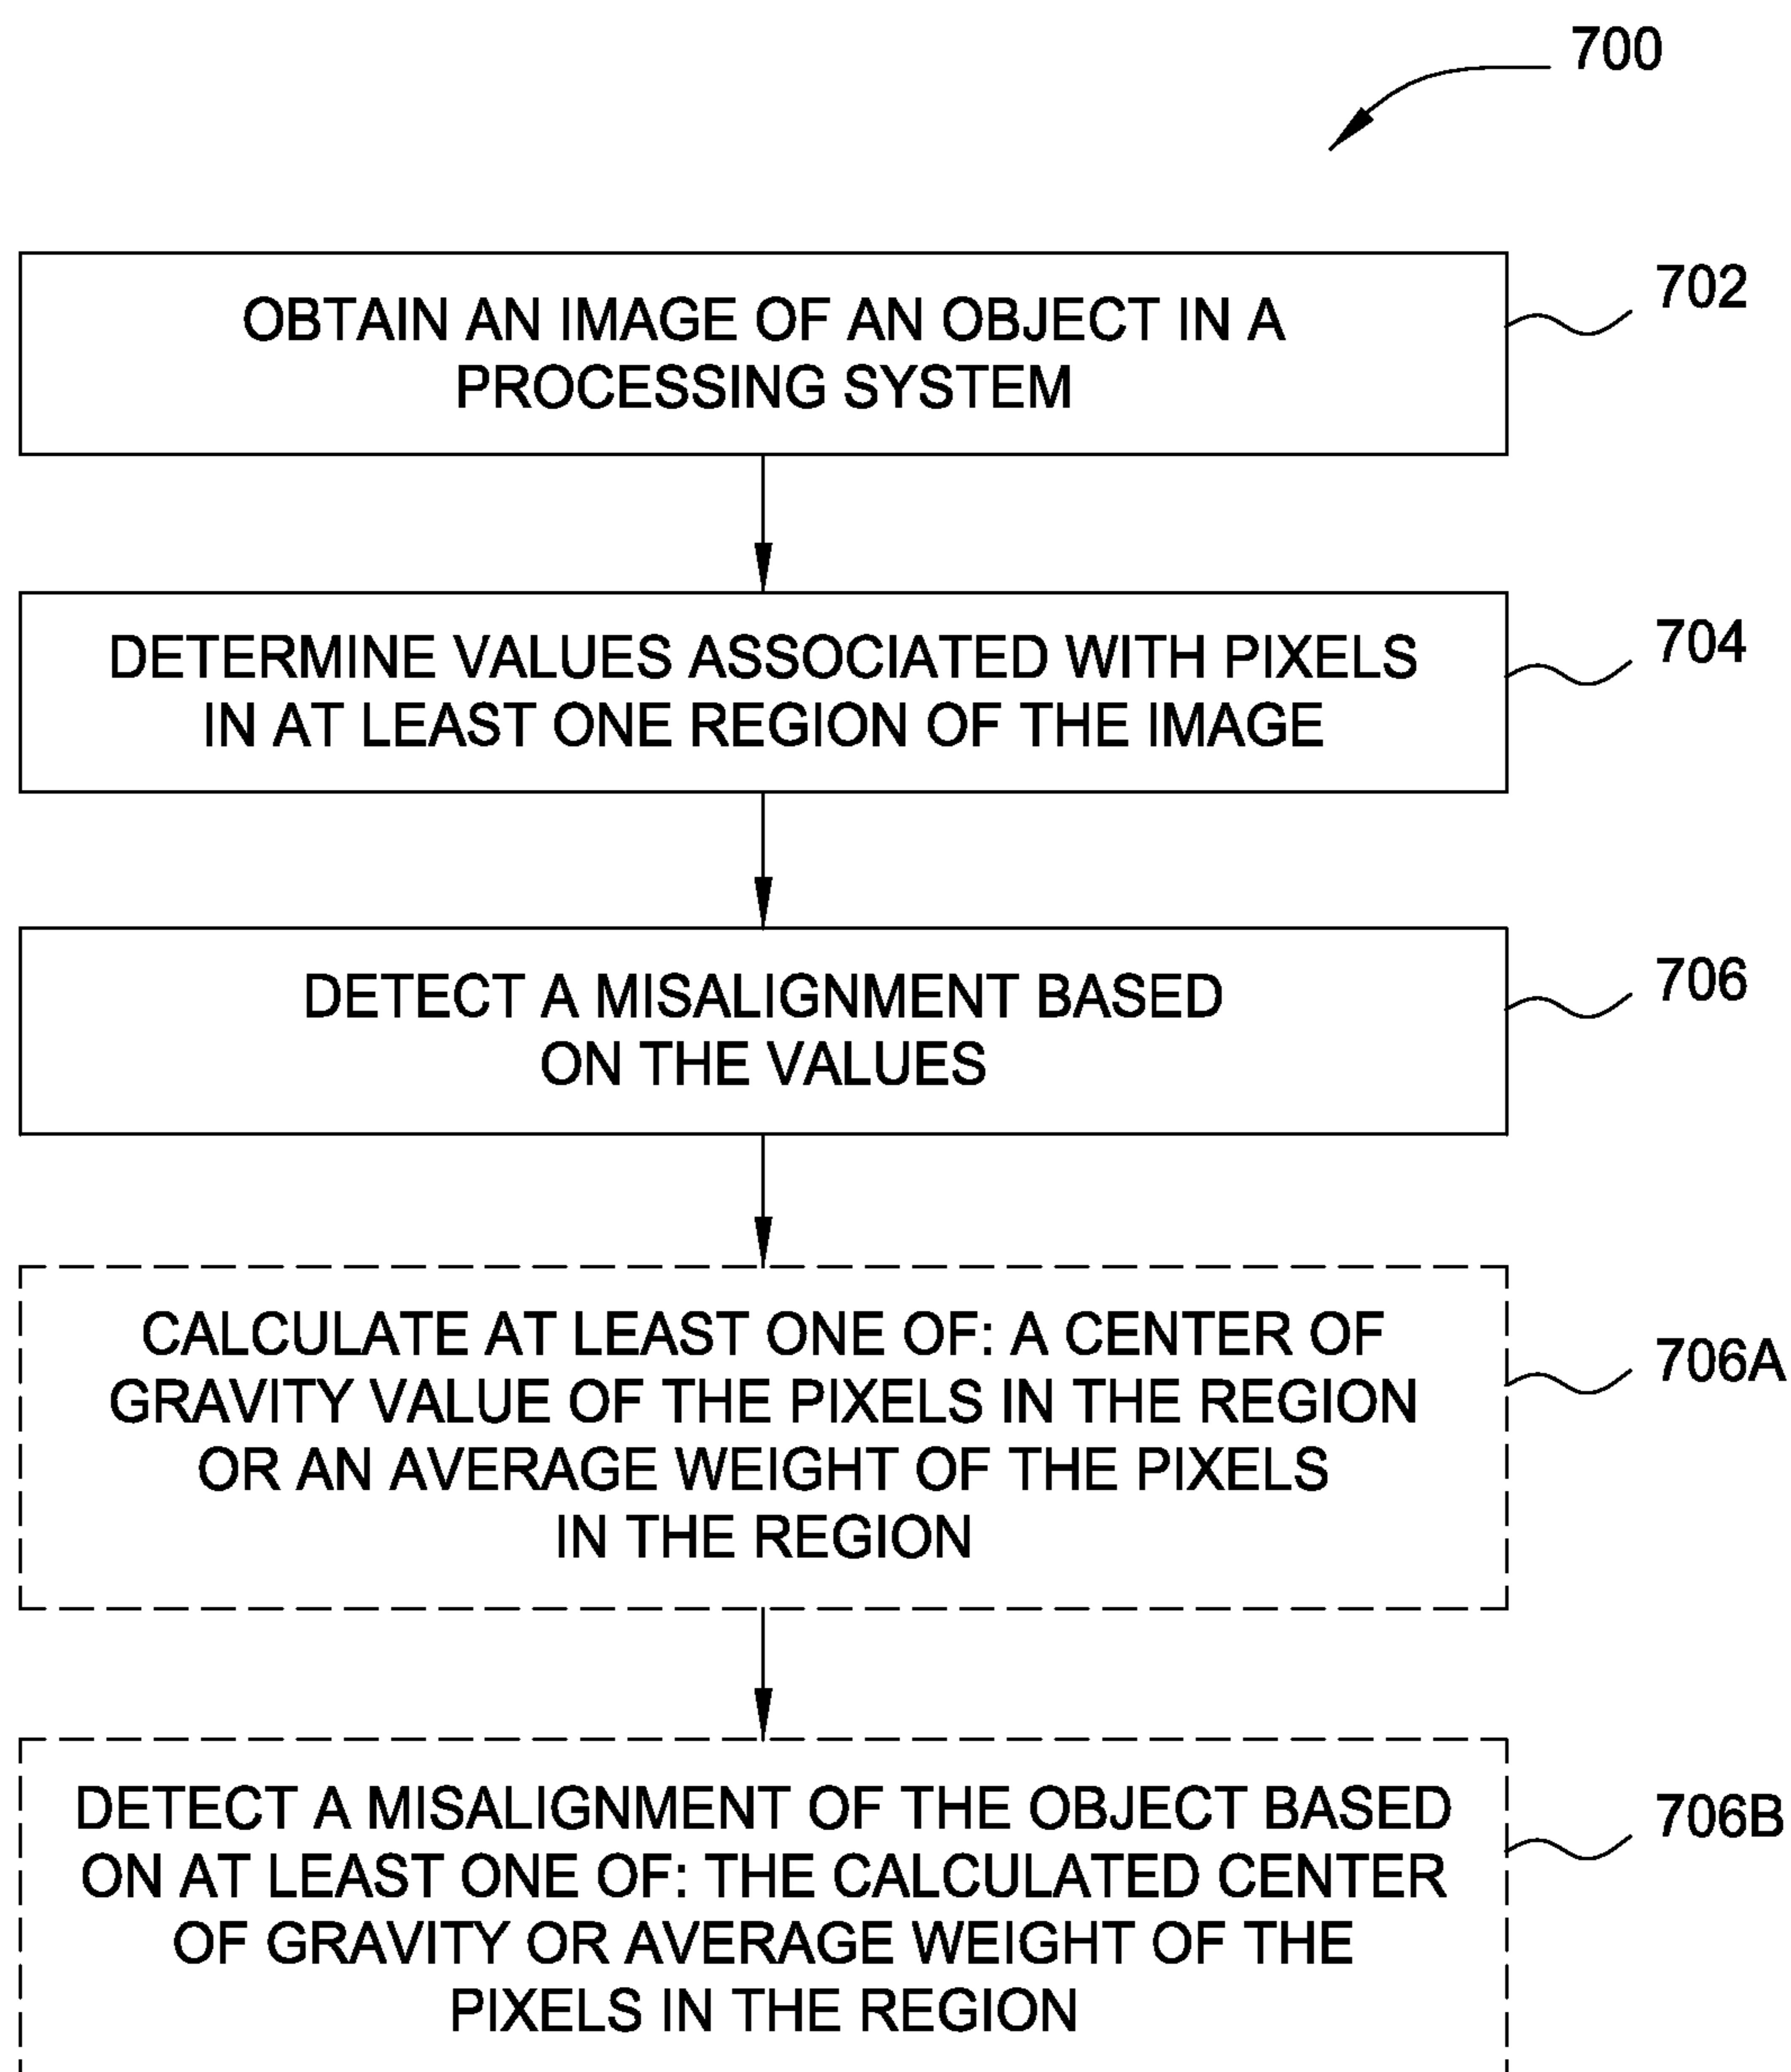 700
OBTAIN AN IMAGE OF AN OBJECT IN A
PROCESSING SYSTEM
702
DETERMINE VALUES ASSOCIATED WITH PIXELS
IN AT LEAST ONE REGION OF THE IMAGE
704
DETECT A MISALIGNMENT BASED
ON THE VALUES
706
CALCULATE AT LEAST ONE OF: A CENTER OF
GRAVITY VALUE OF THE PIXELS IN THE REGION
OR AN AVERAGE WEIGHT OF THE PIXELS
IN THE REGION
706A
DETECT A MISALIGNMENT OF THE OBJECT BASED
ON AT LEAST ONE OF: THE CALCULATED CENTER
OF GRAVITY OR AVERAGE WEIGHT OF THE
PIXELS IN THE REGION
706B